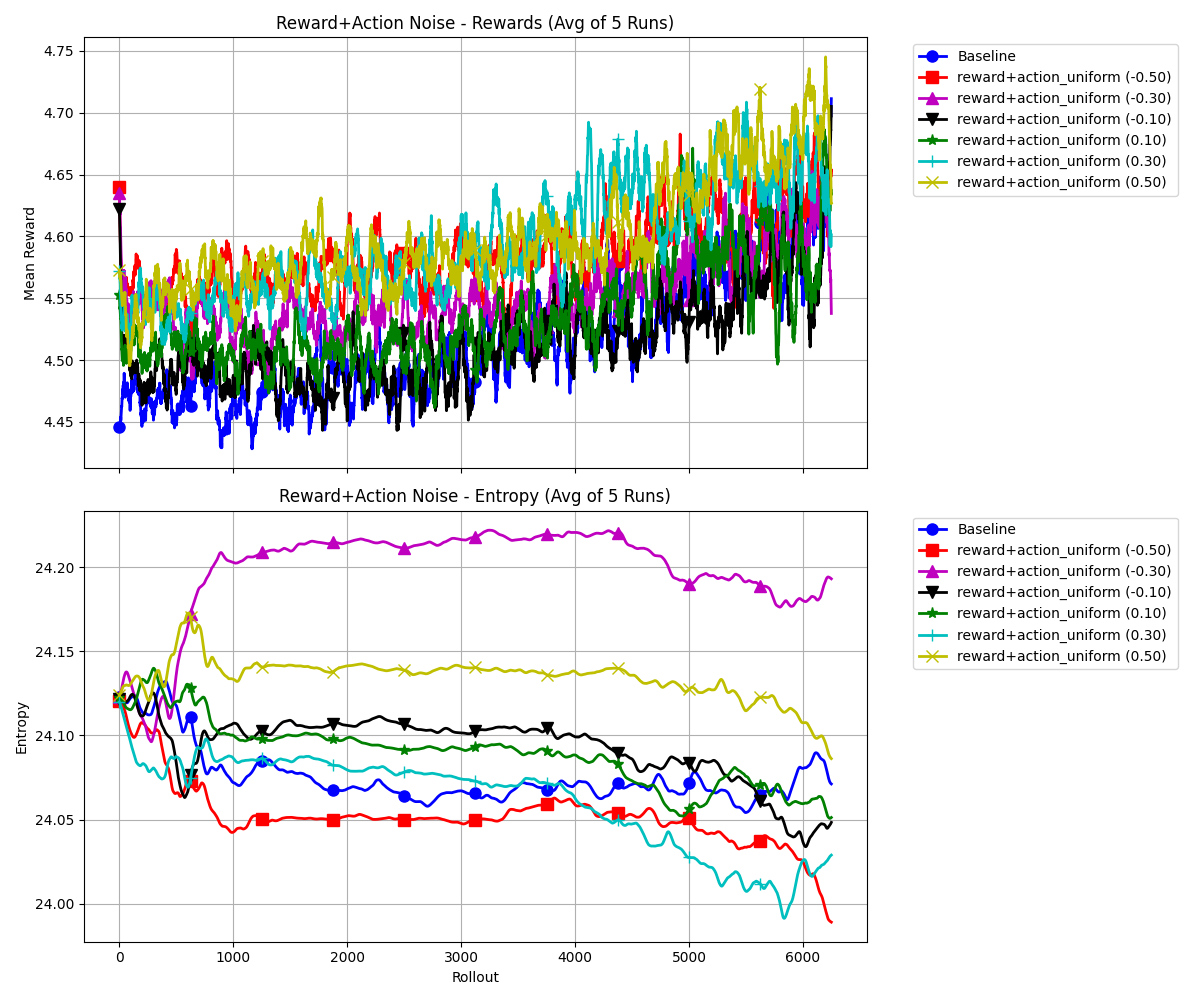 Reward+Action Noise - Rewards (Avg of 5 Runs)
4.75
4.70
4.65
4.60
4.55
4.50
4.45
Mean Reward
Baseline
reward+action_uniform (-0.50)
reward+action_uniform (-0.30)
reward+action_uniform (-0.10)
reward+action_uniform (0.10)
reward+action_uniform (0.30)
reward+action_uniform (0.50)
Reward+Action Noise - Entropy (Avg of 5 Runs)
24.20
24.15
24.10
24.05
24.00
Entropy
0 1000 2000 3000 4000 5000 6000
Rollout
Baseline
reward+action_uniform (-0.50)
reward+action_uniform (-0.30)
reward+action_uniform (-0.10)
reward+action_uniform (0.10)
reward+action_uniform (0.30)
reward+action_uniform (0.50)